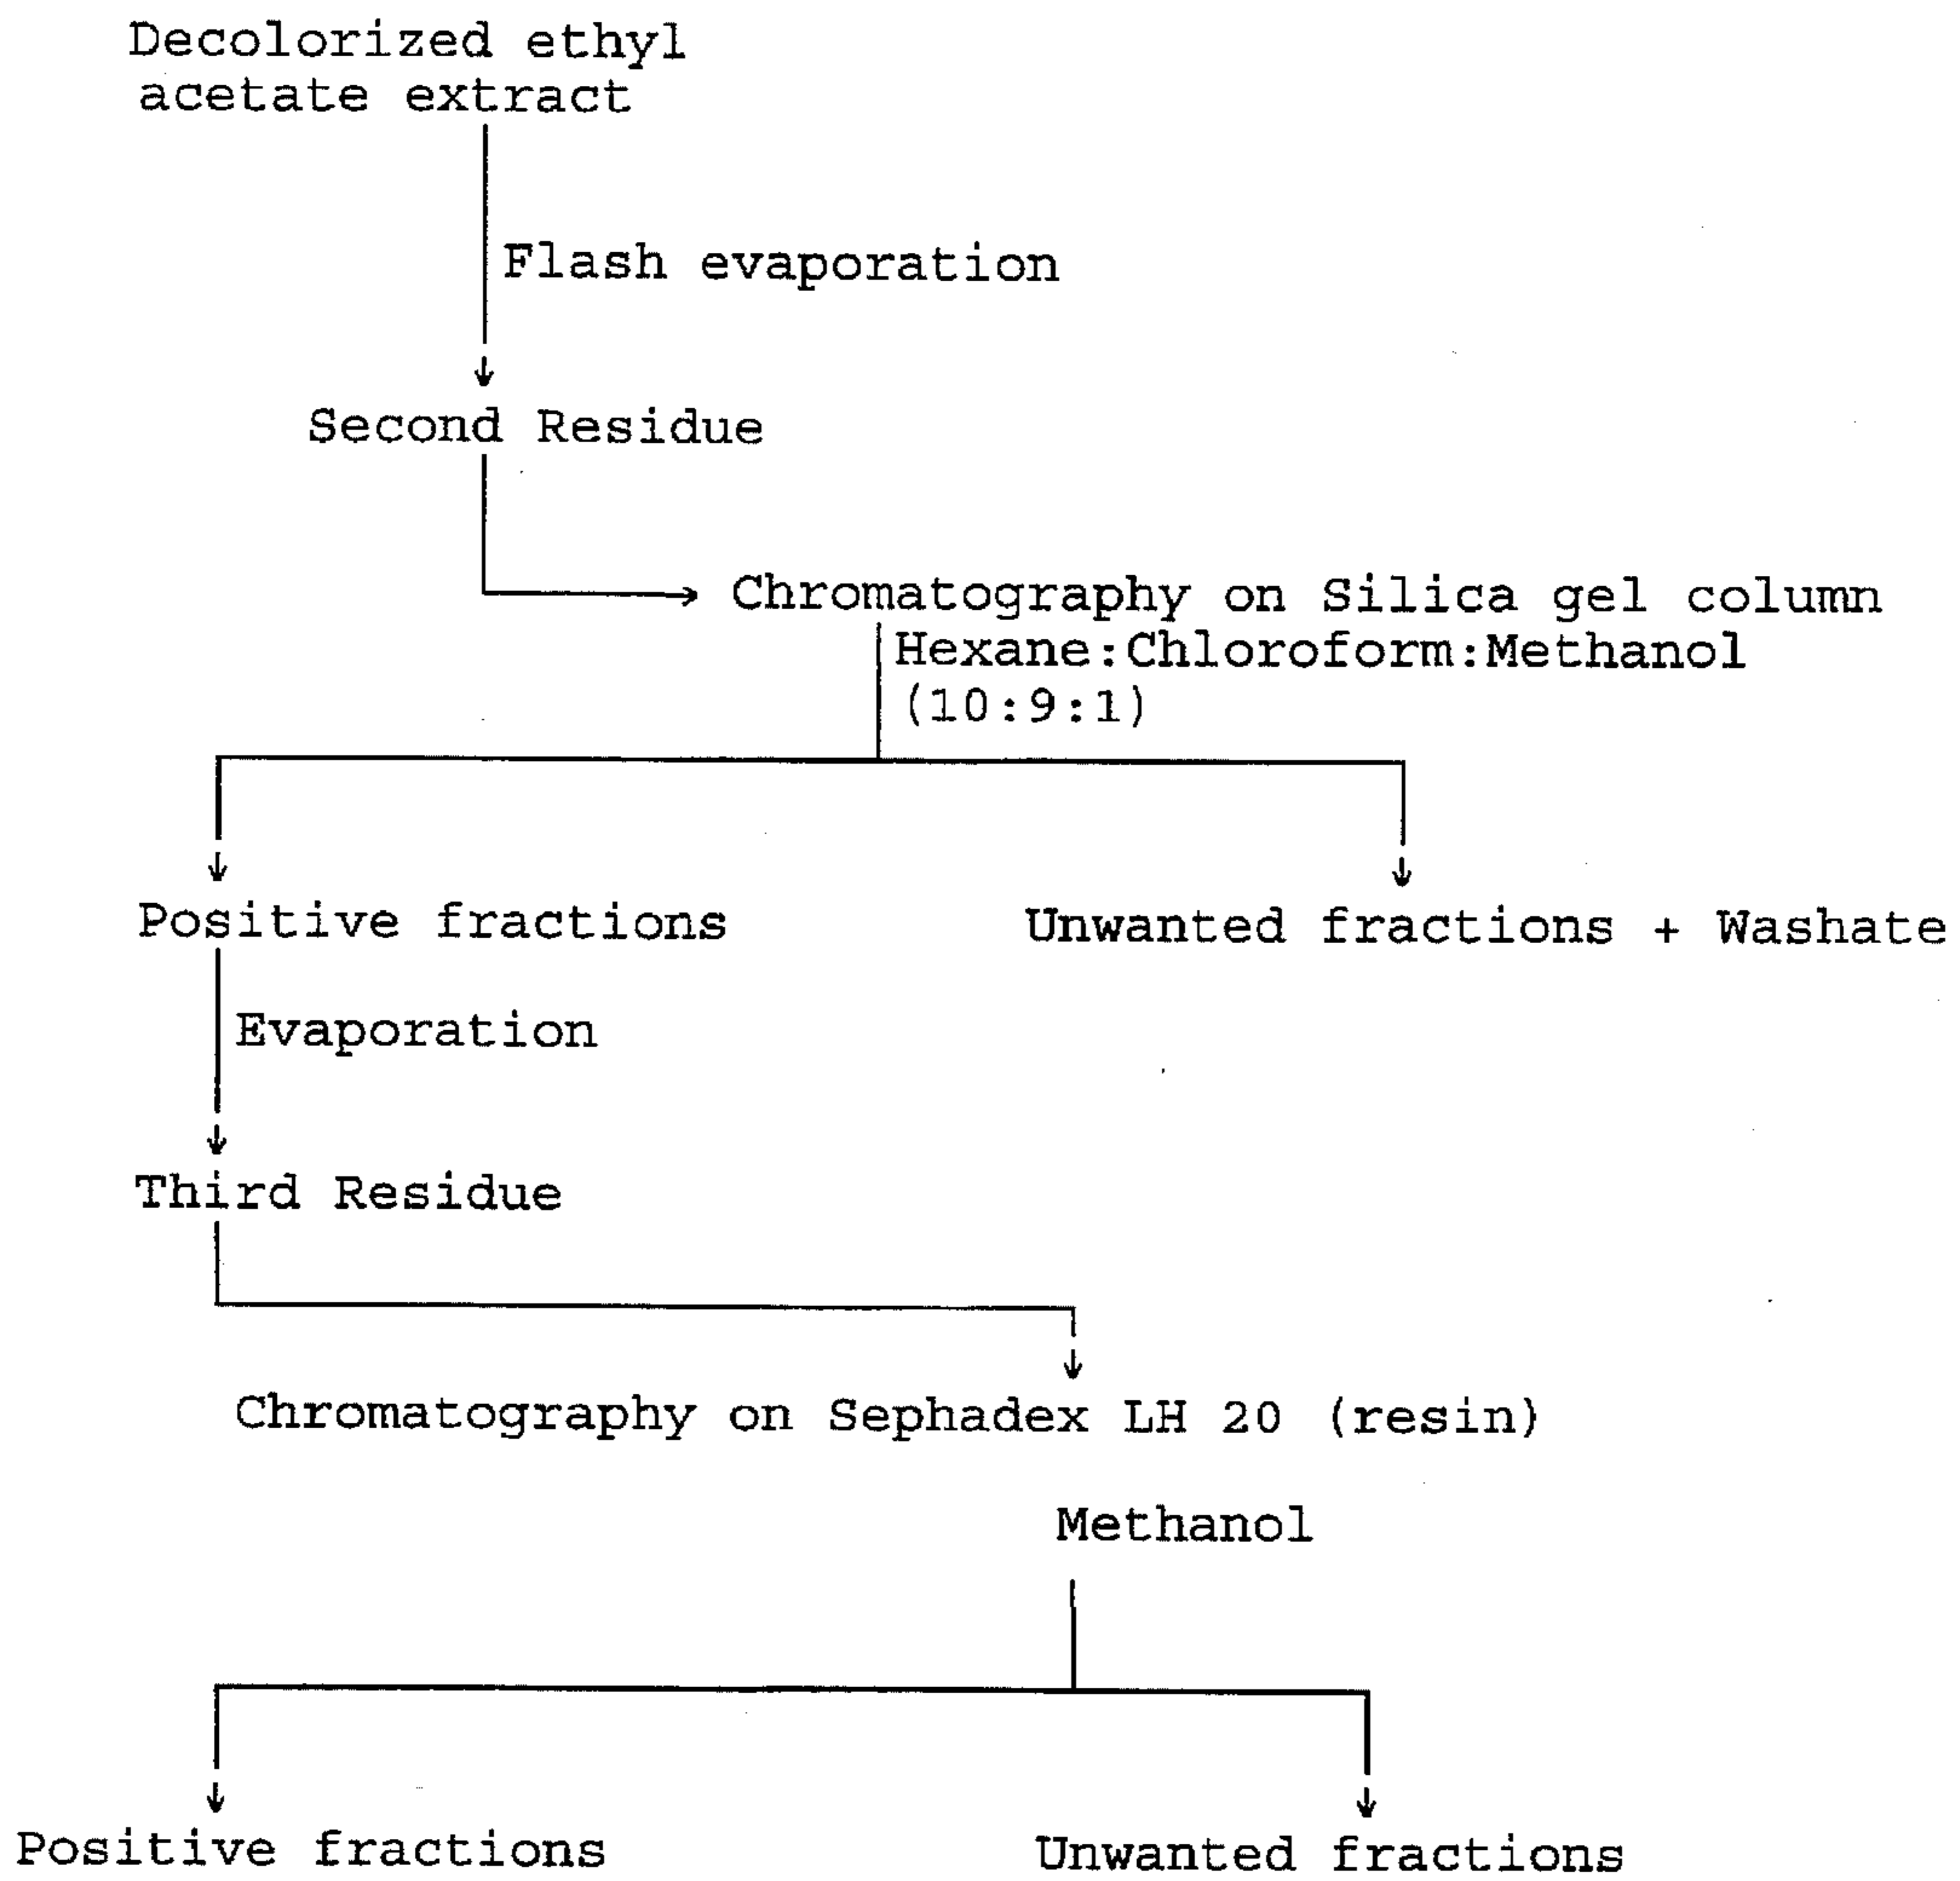 Decolorized ethyl
acetate extract
Flash evaporation
Second Residue
Chromatography on Silica gel column
Hexane:Chloroform:Methanol
(10:9:1)
Positive fractions
Unwanted fractions + Washate
Evaporation
Third Residue
Chromatography on Sephadex LH 20 (resin)
Methanol
Positive fractions
Unwanted fractions